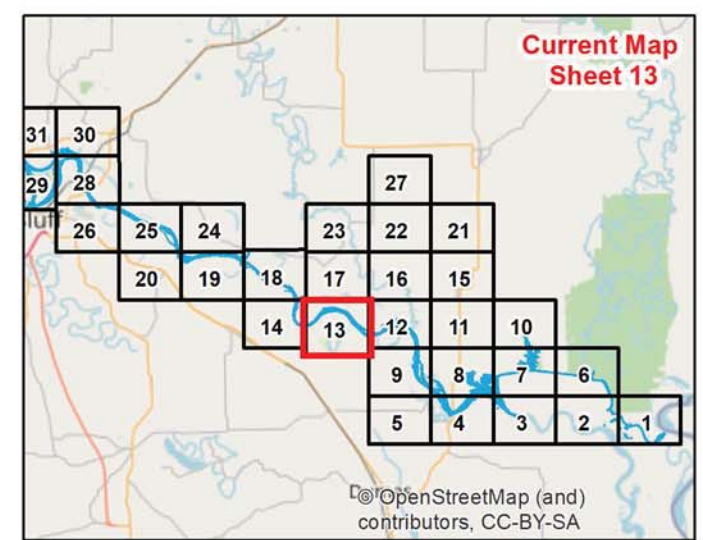 Current Map
Sheet 13
31 30
29 28
27
luff
26 25 24 23 22 21
20 19 18 17 16 15
14 13 12 11 10
9 8 7 6
5 4 3 2 1
© OpenStreetMap (and)
contributors, CC-BY-SA